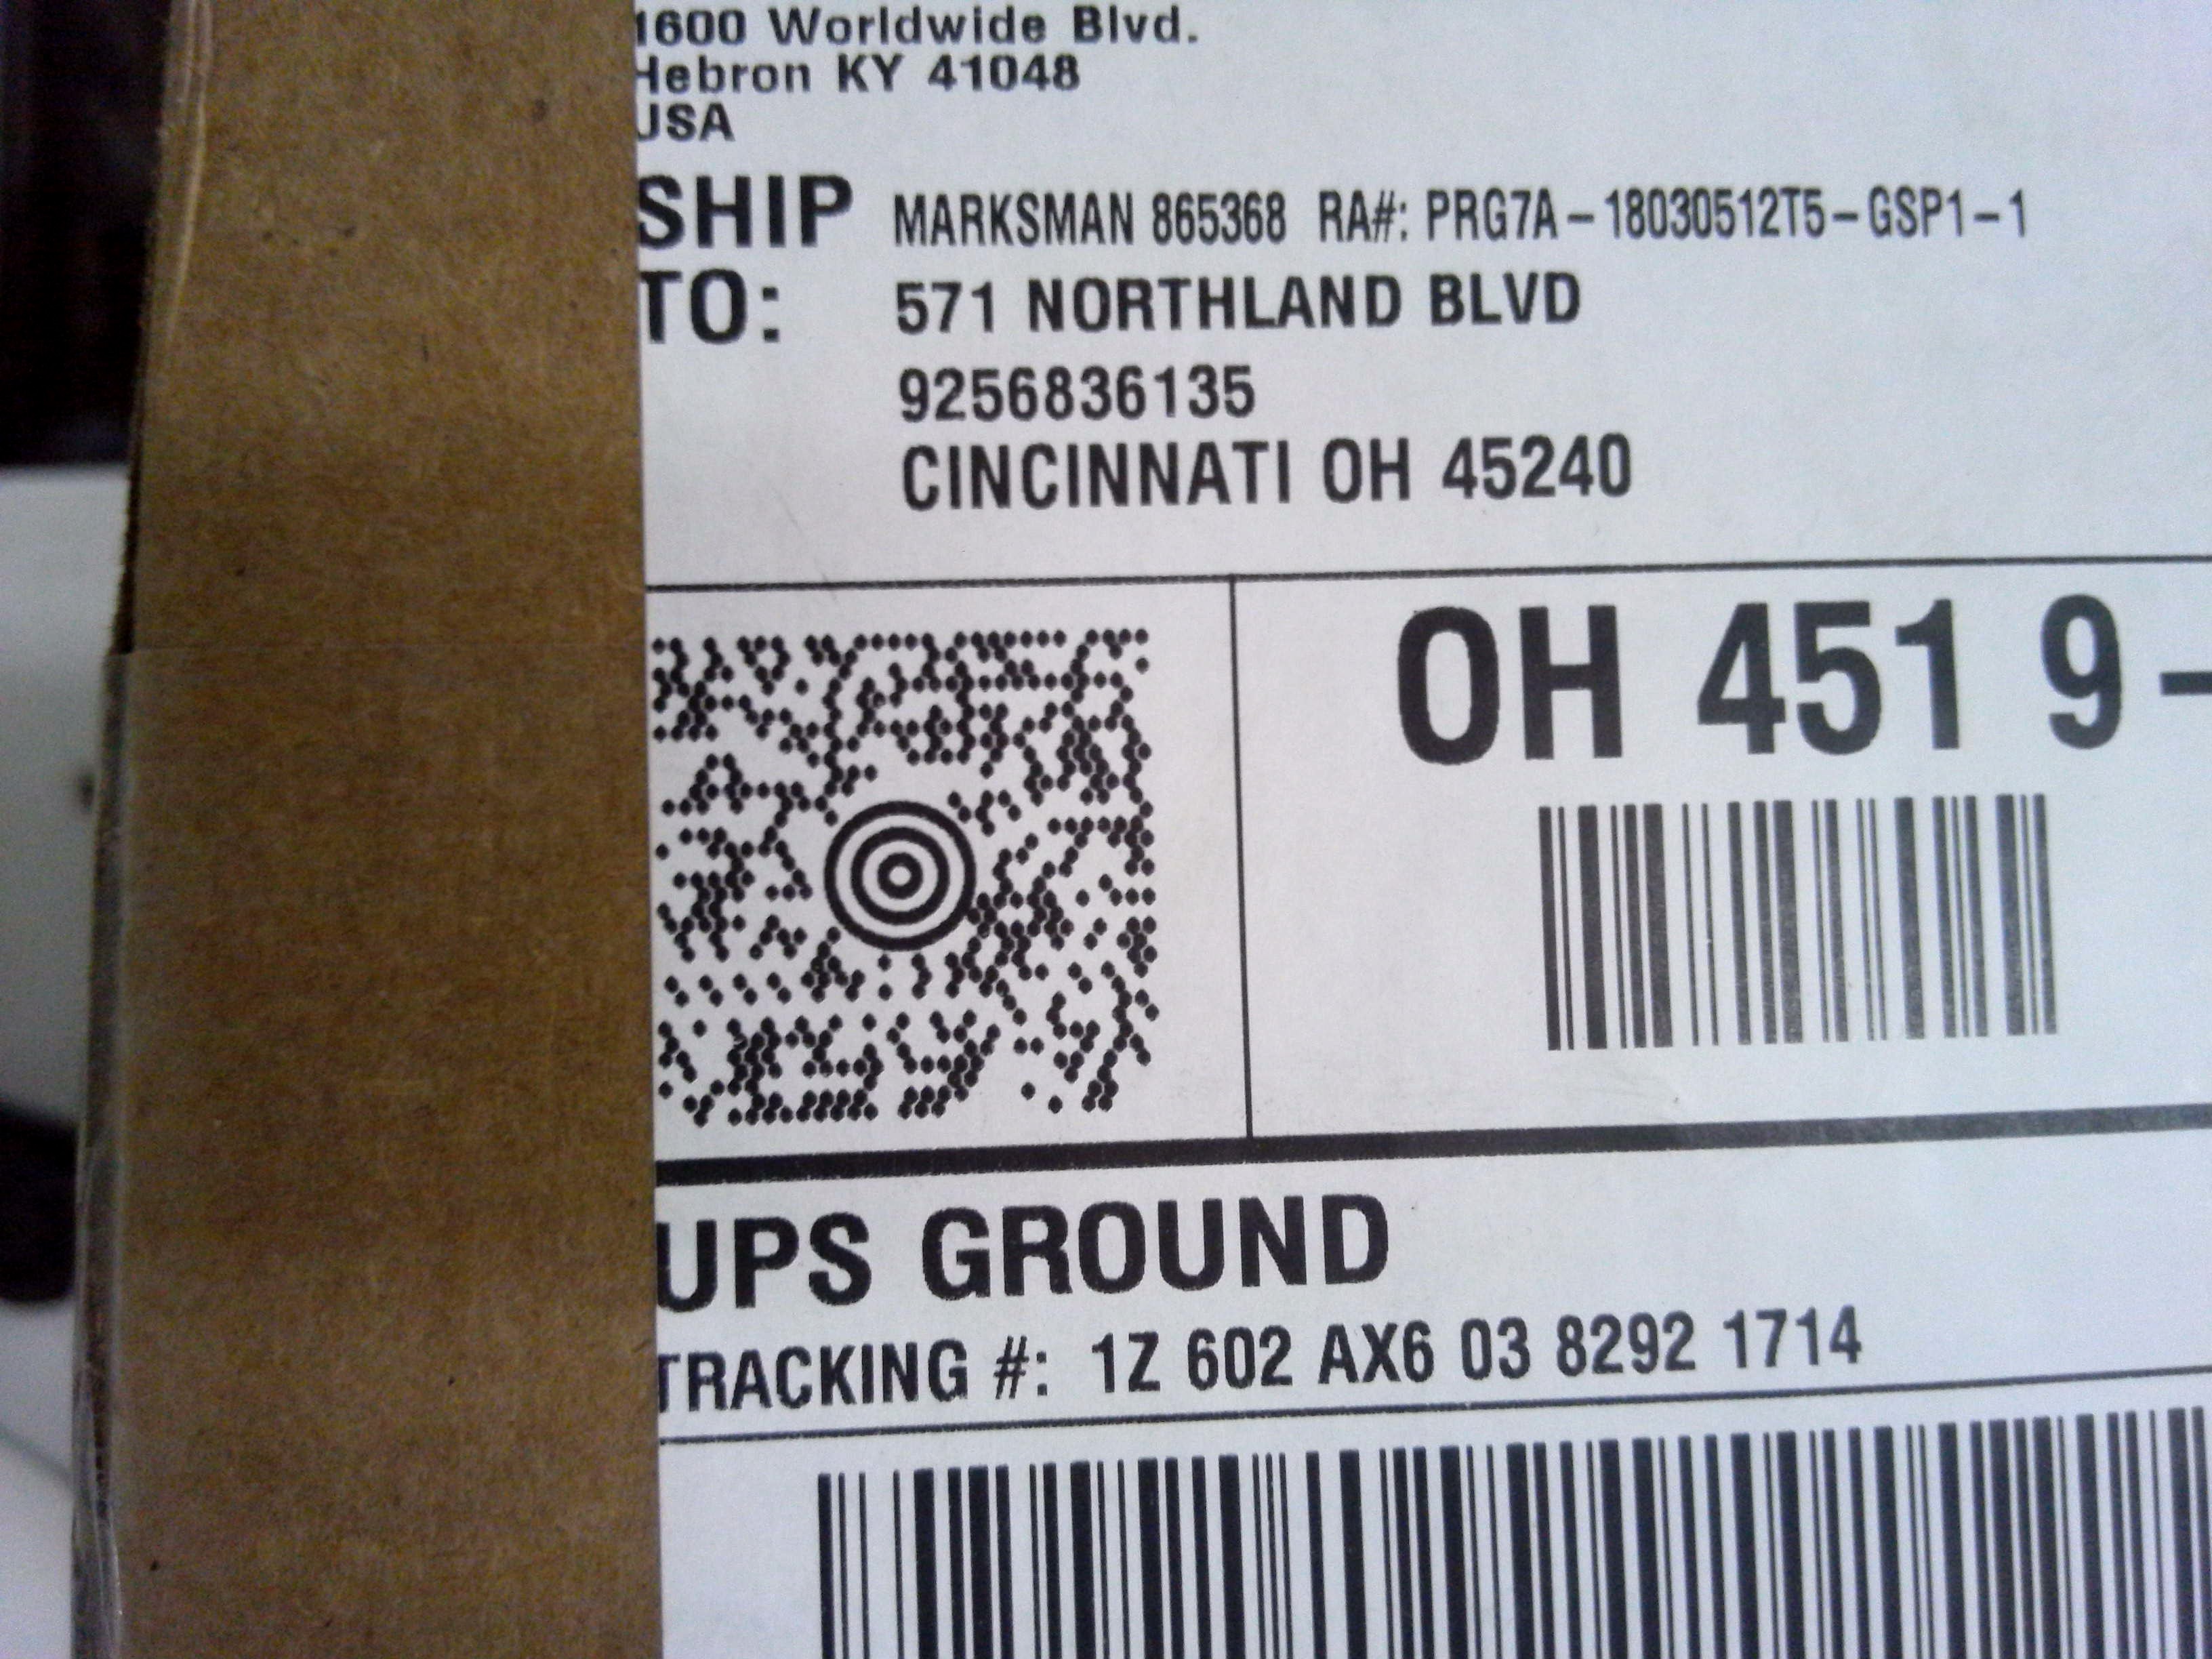 1600 Worldwide Blvd.
Hebron KY 41048
USA
SHIP MARKSMAN 865368 RA#: PRG7A-18030512T5-GSP1-1
TO: 571 NORTHLAND BLVD
9256836135
CINCINNATI OH 45240
OH 451 9-
UPS GROUND
TRACKING #: 1Z 602 AX6 03 8292 1714